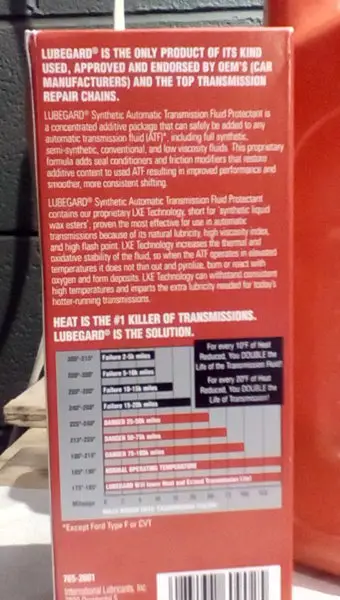 LUBEGARD® IS THE ONLY PRODUCT OF ITS KIND
USED, APPROVED AND ENDORSED BY OEM'S (CAR
MANUFACTURERS) AND THE TOP TRANSMISSION
REPAIR CHAINS.
LUBEGARD® Synthetic Automatic Transmission Fluid Protectant is
a concentrated additive package that can safely be added to any
automatic transmission fluid (ATF)*, including full synthetic,
semi-synthetic, conventional, and low viscosity fluids. This proprietary
formula adds seal conditioners and friction modifiers that restore
additive content to used ATF resulting in improved performance and
smoother, more consistent shifting.
LUBEGARD® Synthetic Automatic Transmission Fluid Protectant
contains our proprietary LXE Technology, short for 'synthetic liquid
wax esters', proven the most effective for use in automatic
transmissions because of its natural lubricity, high viscosity index,
and high flash point. LXE Technology increases the thermal and
oxidative stability of the fluid, so when the ATF operates in elevated
temperatures it does not thin out and pyrolize, burn or react with
oxygen and form deposits. LXE Technology can withstand consistent
high temperatures and imparts the extra lubricity needed for today's
hotter-running transmissions.
HEAT IS THE #1 KILLER OF TRANSMISSIONS.
LUBEGARD® IS THE SOLUTION.
For every 10°F of Heat
Reduced, You DOUBLE the
Life of the Transmission Fluid!
For every 20°F of Heat
Reduced, You DOUBLE the
Life of Transmission!
Failure 2-5k miles
Failure 5-10k miles
Failure 10-15k miles
Failure 15-20k miles
DANGER 25-50k miles
DANGER 50-75k miles
DANGER 75-100k miles
NORMAL OPERATING TEMPERATURE
LUBEGARD Will lower Heat and Extend Transmission Life!
Mileage
*Except Ford Type F or CVT
International Lubricants, Inc.